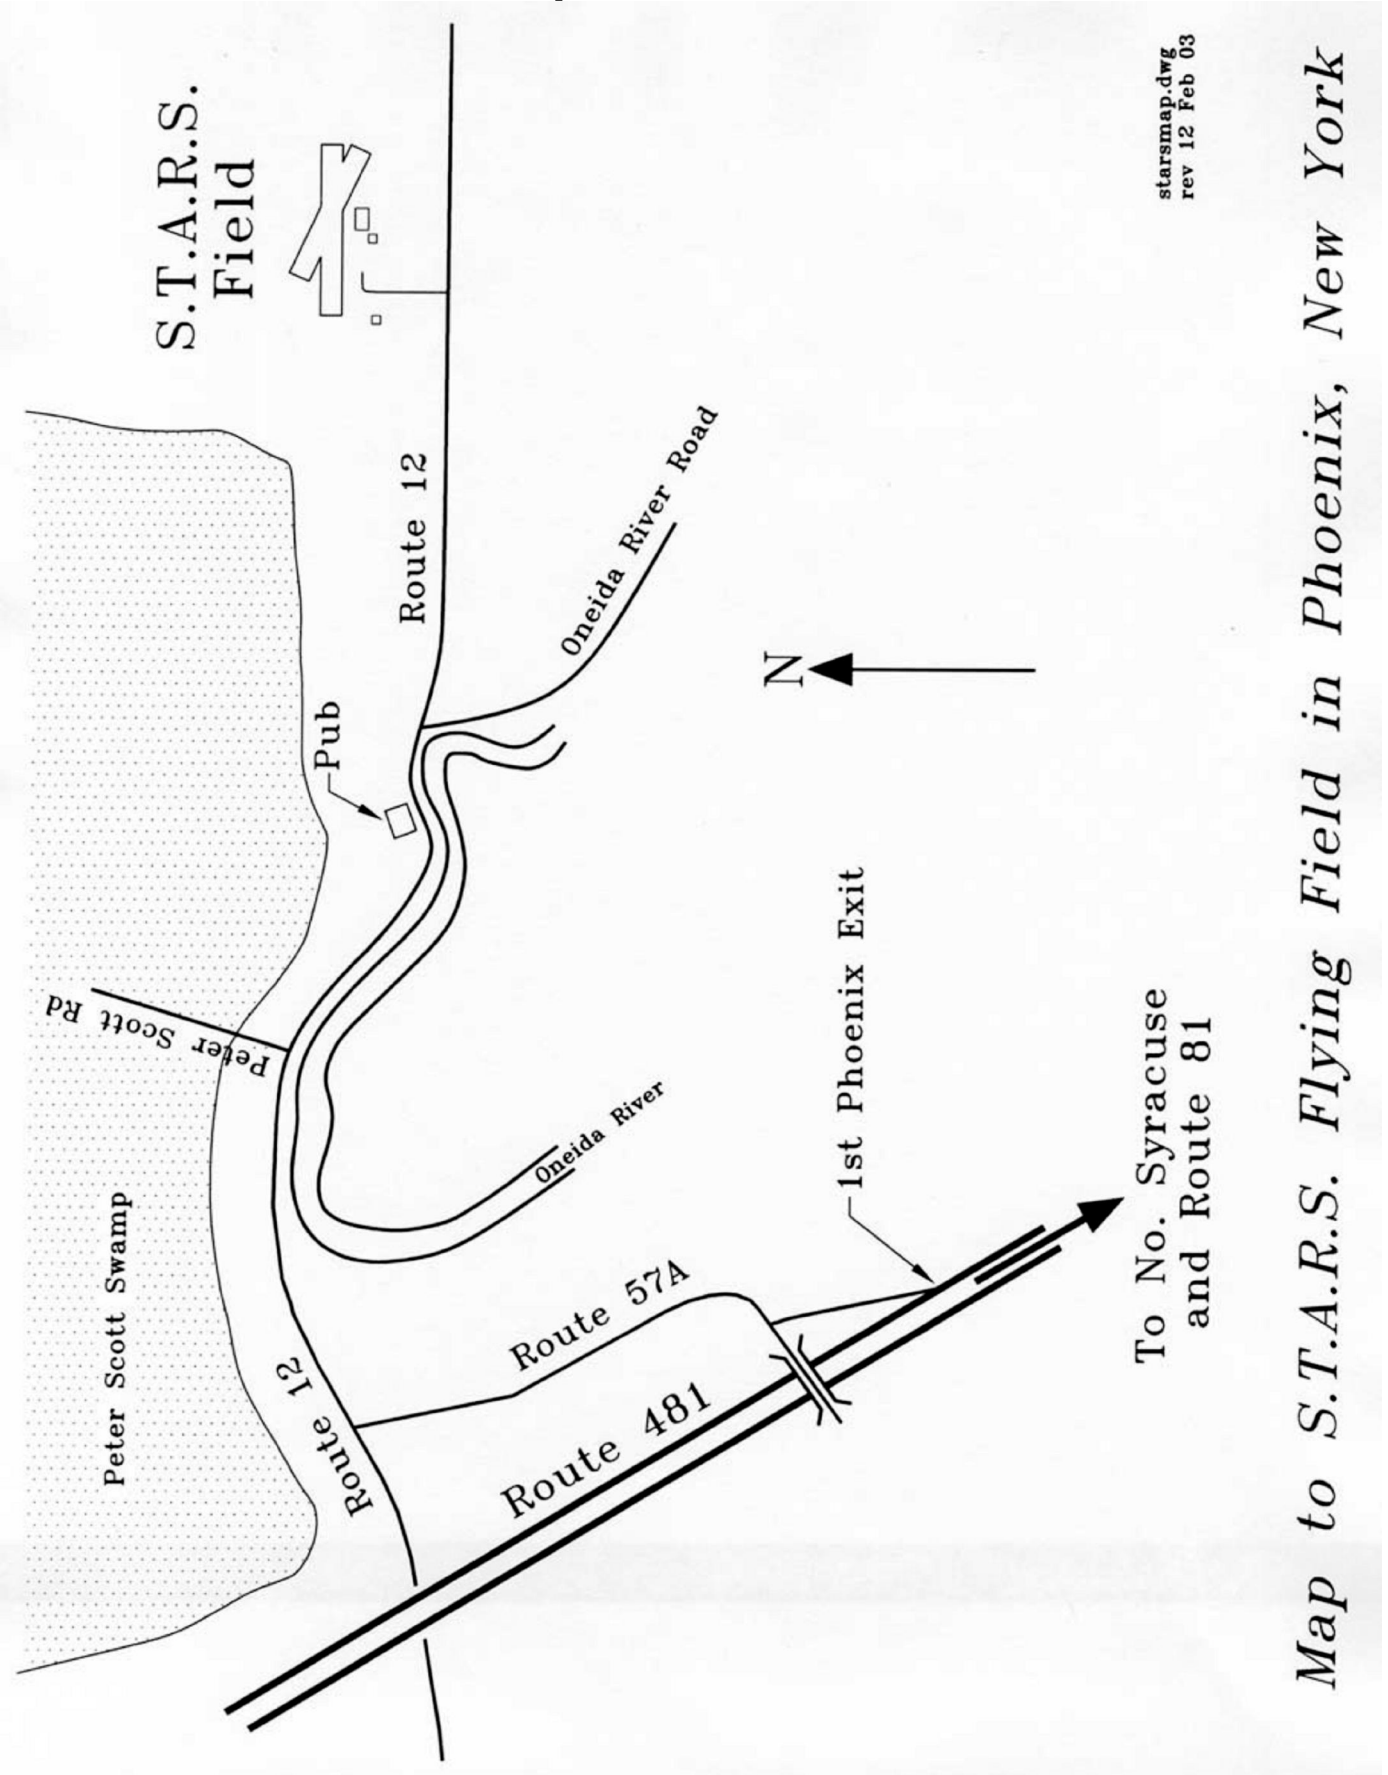 S.T.A.R.S.
Field
Peter Scott Swamp
Peter Scott Rd
Route 12
Pub
Route 12
Oneida River Road
Oneida River
Route 57A
Route 481
N
1st Phoenix Exit
To No. Syracuse
and Route 81
starsmap.dwg
rev 12 Feb 03
Map to S.T.A.R.S. Flying Field in Phoenix, New York